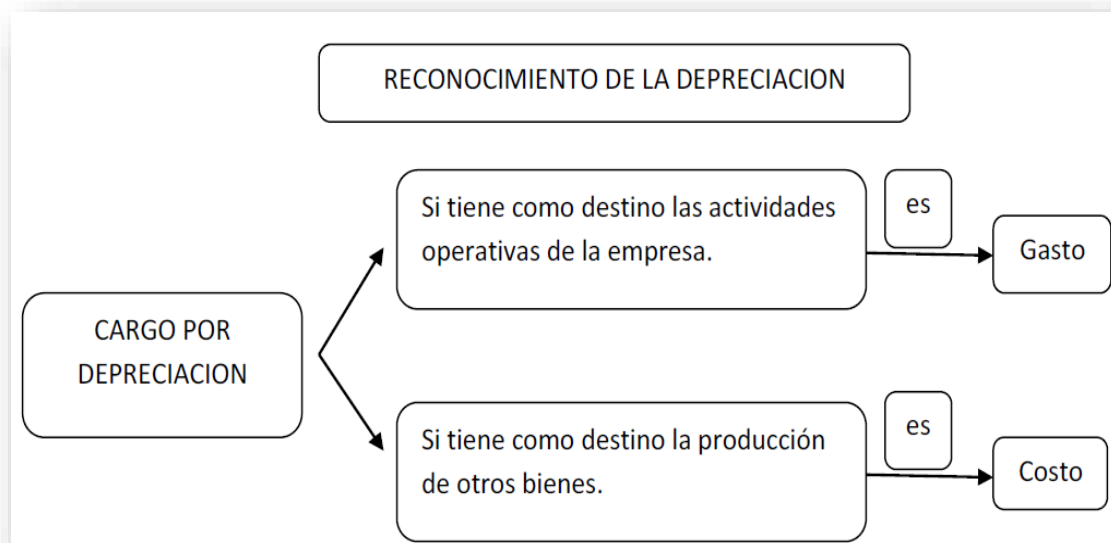 RECONOCIMIENTO DE LA DEPRECIACION
CARGO POR
DEPRECIACION
Si tiene como destino las actividades
operativas de la empresa.
es
Gasto
Si tiene como destino la producción
de otros bienes.
es
Costo